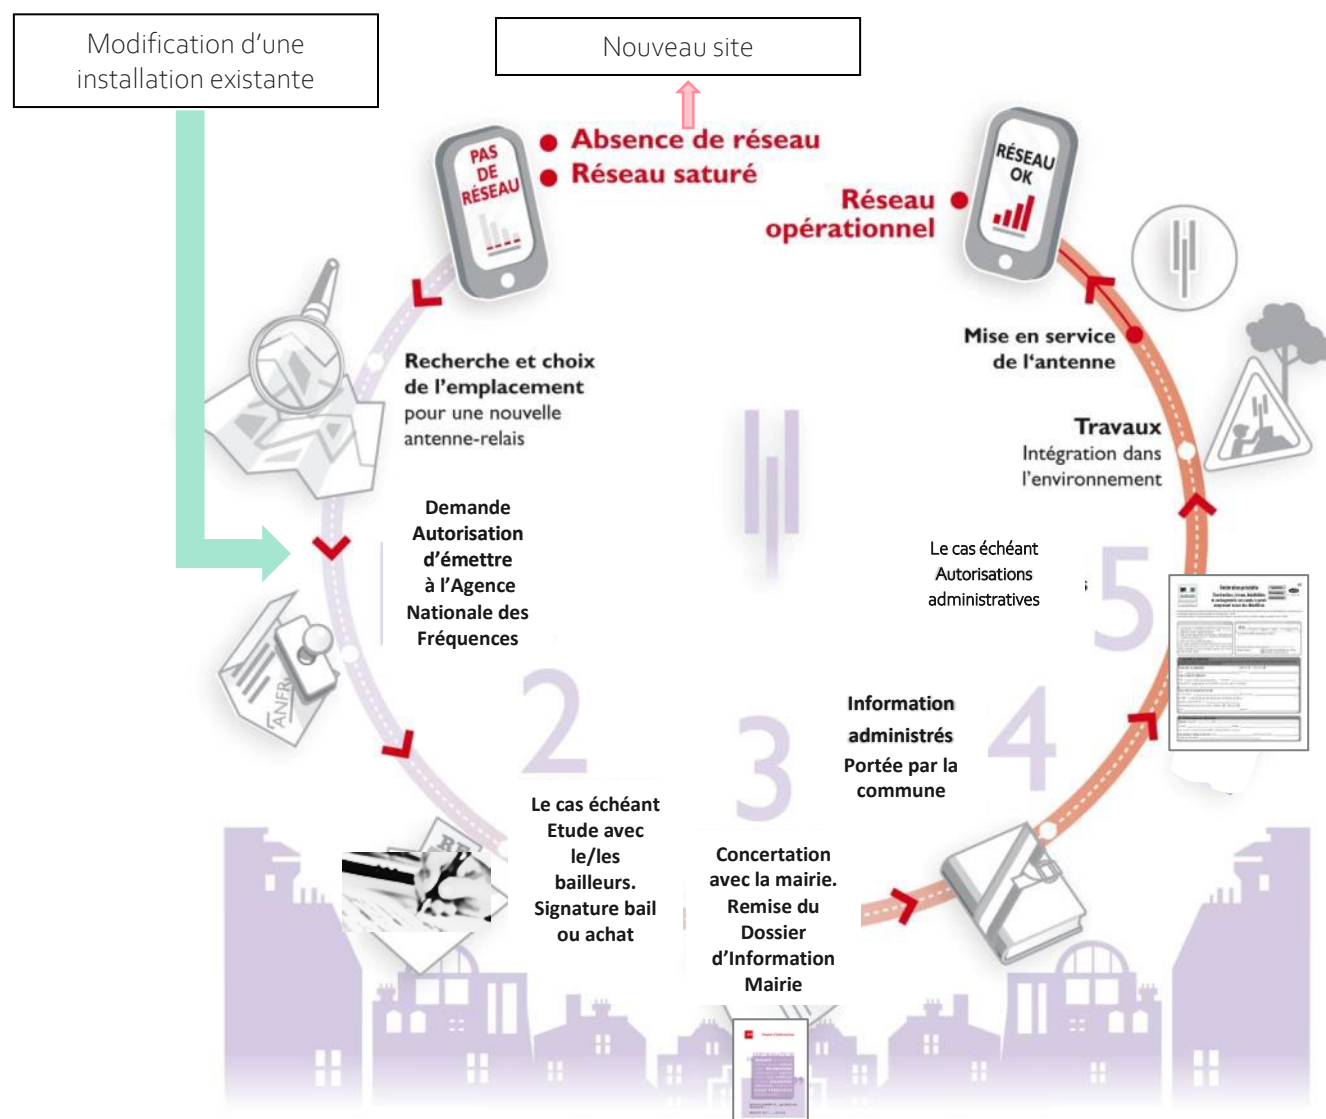 Modification d'une
installation existante
Nouveau site
PAS
DE
RÉSEAU
Absence de réseau
Réseau saturé
RÉSEAU
OK
Réseau
opérationnel
Recherche et choix
de l'emplacement
pour une nouvelle
antenne-relais
Mise en service
de l'antenne
Travaux
Intégration dans
l'environnement
Demande
Autorisation
d'émettre
à l'Agence
Nationale des
Fréquences
ANFR
Le cas échéant
Autorisations
administratives
5
2
Le cas échéant
Etude avec
le/les
bailleurs.
Signature bail
ou achat
3
Concertation
avec la mairie.
Remise du
Dossier
d'Information
Mairie
4
Information
administrés
Portée par la
commune